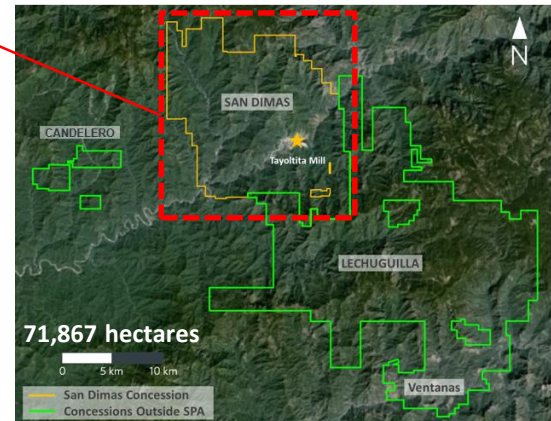 N
SAN DIMAS
CANDELERO
Tayoltita Mill
LECHUGUILLA
71,867 hectares
0 5 km 10 km
Ventanas
San Dimas Concession
Concessions Outside SPA